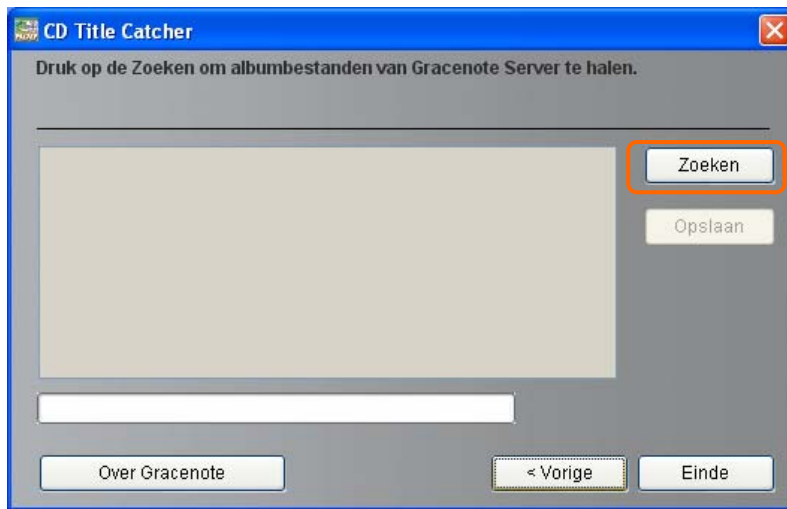 CD Title Catcher
Druk op de Zoeken om albumbestanden van Gracenote Server te halen.
Zoeken
Opslaan
Over Gracenote
< Vorige
Einde